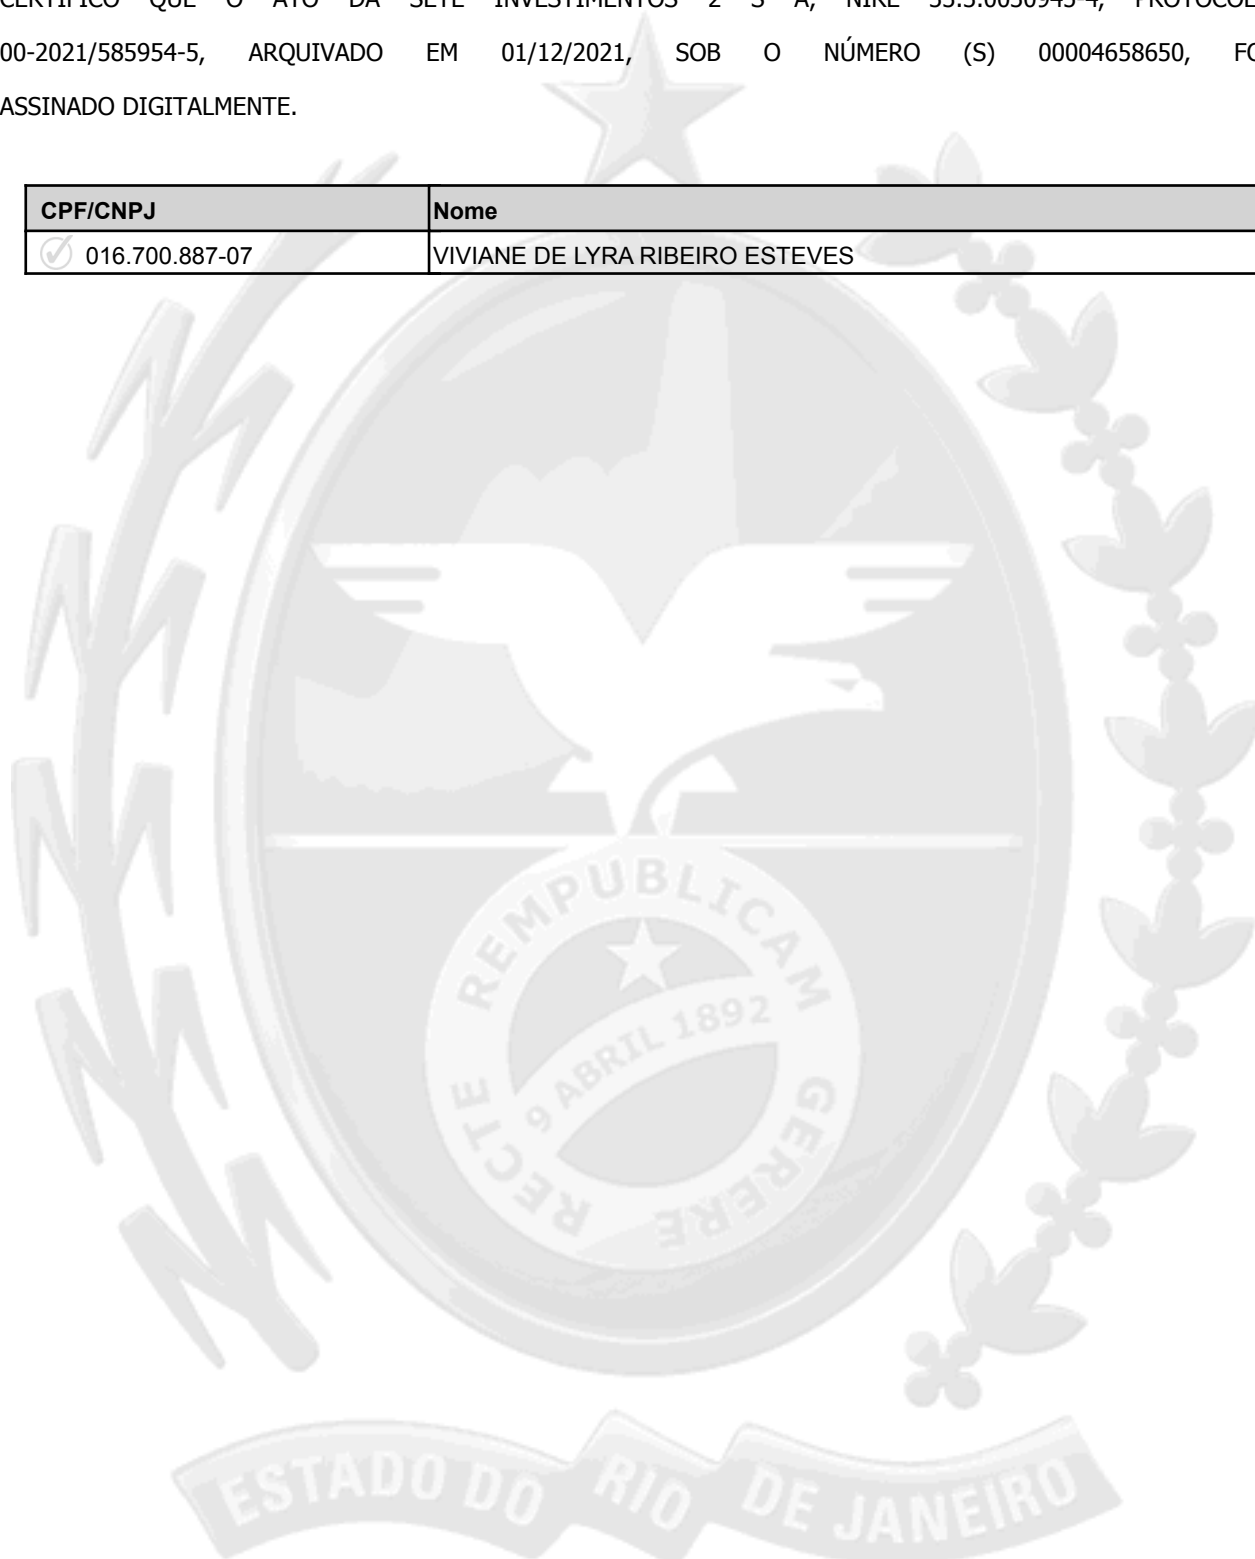 CERTIFICO QUE O ATO DA SETE INVESTIMENTOS 2 S A, NIRE 33.3.0030945-4, PROTOCOL
00-2021/585954-5, ARQUIVADO EM 01/12/2021, SOB O NÚMERO (S) 00004658650, FO
ASSINADO DIGITALMENTE.
CPF/CNPJ Nome
016.700.887-07 VIVIANE DE LYRA RIBEIRO ESTEVES
RECTE REMPUBLICAM GERERE
9 ABRIL 1892
ESTADO DO RIO DE JANEIRO